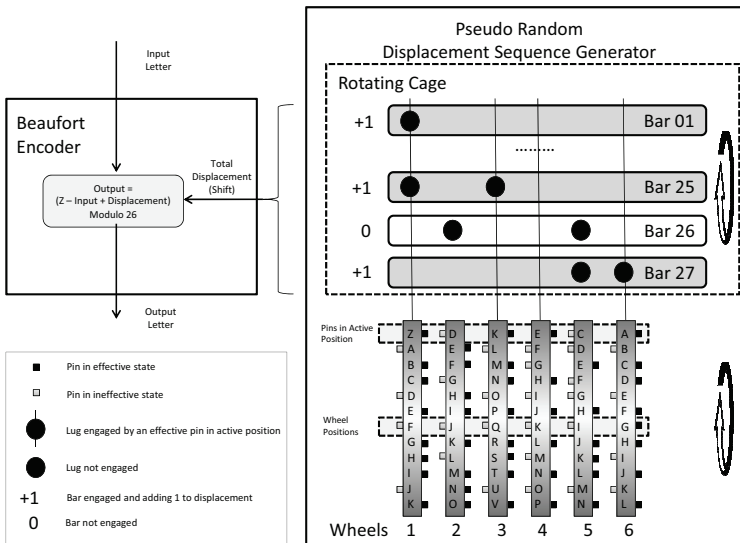 Input
Letter
Beaufort
Encoder
Output =
(Z – Input + Displacement)
Modulo 26
Total
Displacement
(Shift)
Output
Letter
Pin in effective state
Pin in ineffective state
Lug engaged by an effective pin in active position
Lug not engaged
+1 Bar engaged and adding 1 to displacement
0 Bar not engaged
Pseudo Random
Displacement Sequence Generator
Rotating Cage
+1 Bar 01
.........
+1 Bar 25
0 Bar 26
+1 Bar 27
Pins in Active
Position
Wheel
Positions
Z D K E C A
A E L F D B
B F M G E C
C G N H F D
D H O I G E
E I P J H F
F J Q K I G
G K R L J H
H L S M K I
I M T N L J
J N U O M K
K O V P N L
Wheels 1 2 3 4 5 6